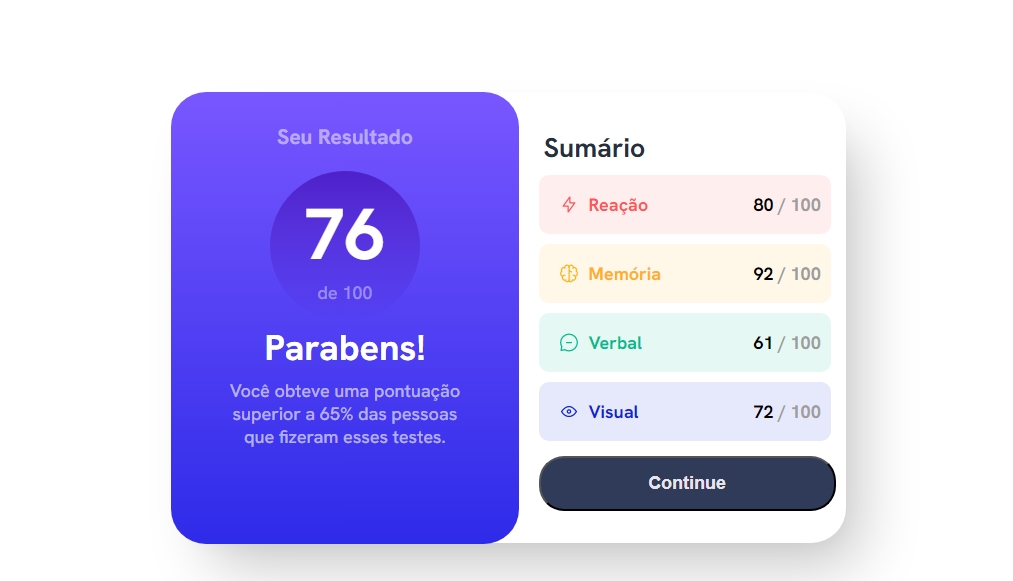 Seu Resultado
76
de 100
Parabens!
Você obteve uma pontuação
superior a 65% das pessoas
que fizeram esses testes.
Sumário
Reação 80 / 100
Memória 92 / 100
Verbal 61 / 100
Visual 72 / 100
Continue